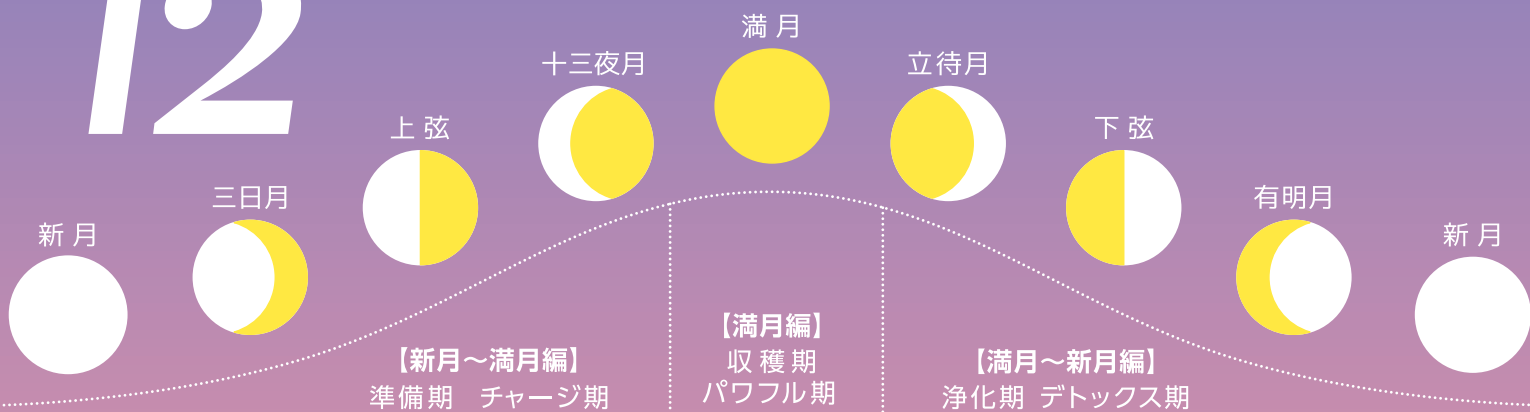 12
新月
三日月
上弦
十三夜月
満月
立待月
下弦
有明月
新月
【新月〜満月編】
準備期 チャージ期
【満月編】
収穫期
パワフル期
【満月〜新月編】
浄化期 デトックス期